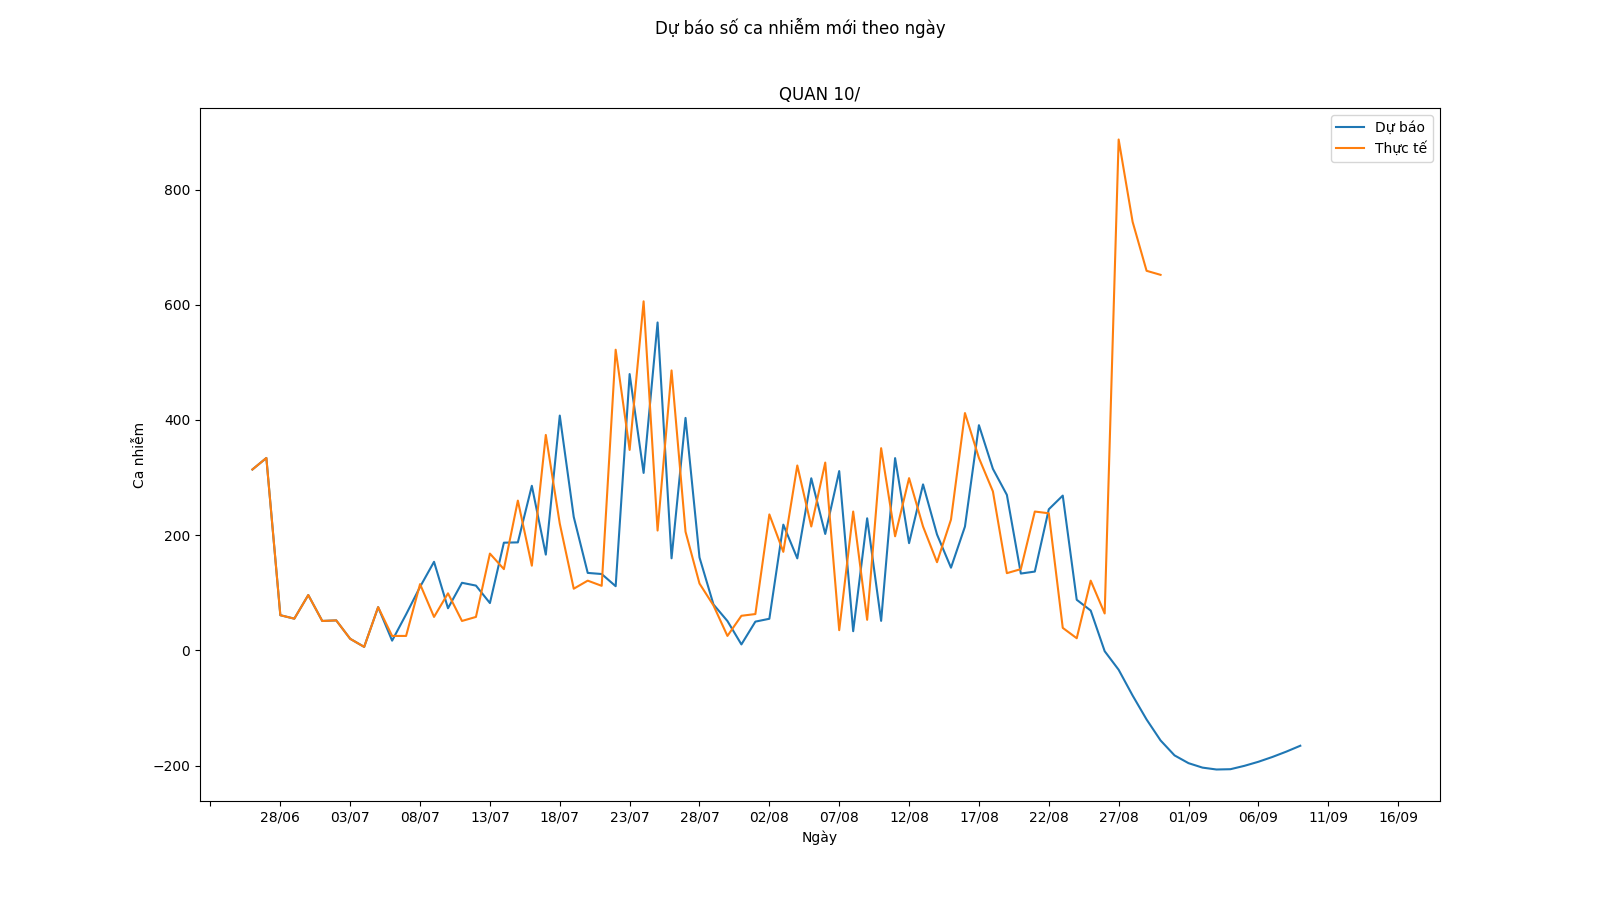 Dự báo số ca nhiễm mới theo ngày
QUAN 10/
Dự báo
Thực tế
Ca nhiễm
800
600
400
200
0
−200
28/06 03/07 08/07 13/07 18/07 23/07 28/07 02/08 07/08 12/08 17/08 22/08 27/08 01/09 06/09 11/09 16/09
Ngày